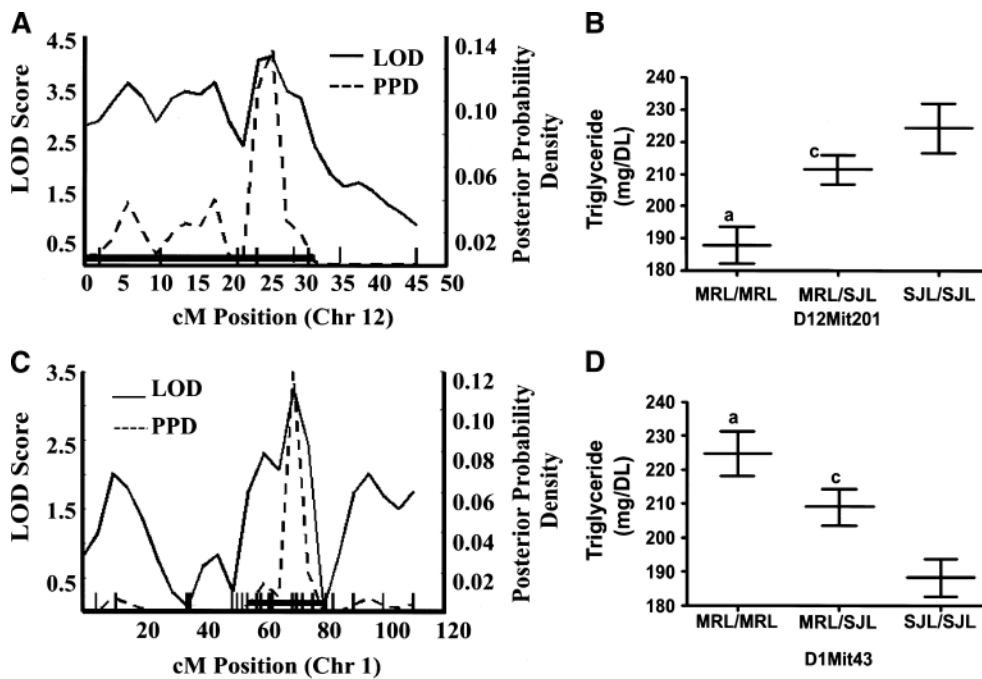 A
4.5
3.5
2.5
1.5
0.5
LOD Score
LOD
PPD
0.14
0.10
0.06
0.02
Posterior Probability
Density
0 5 10 15 20 25 30 35 40 45 50
cM Position (Chr 12)
B
240
230
220
210
200
190
180
Triglyceride
(mg/DL)
a
c
MRL/MRL MRL/SJL SJL/SJL
D12Mit201
C
3.5
2.5
1.5
0.5
LOD Score
LOD
PPD
0.12
0.10
0.08
0.06
0.04
0.02
Posterior Probability
Density
20 40 60 80 100 120
cM Position (Chr 1)
D
240
230
220
210
200
190
180
Triglyceride
(mg/DL)
a
c
MRL/MRL MRL/SJL SJL/SJL
D1Mit43